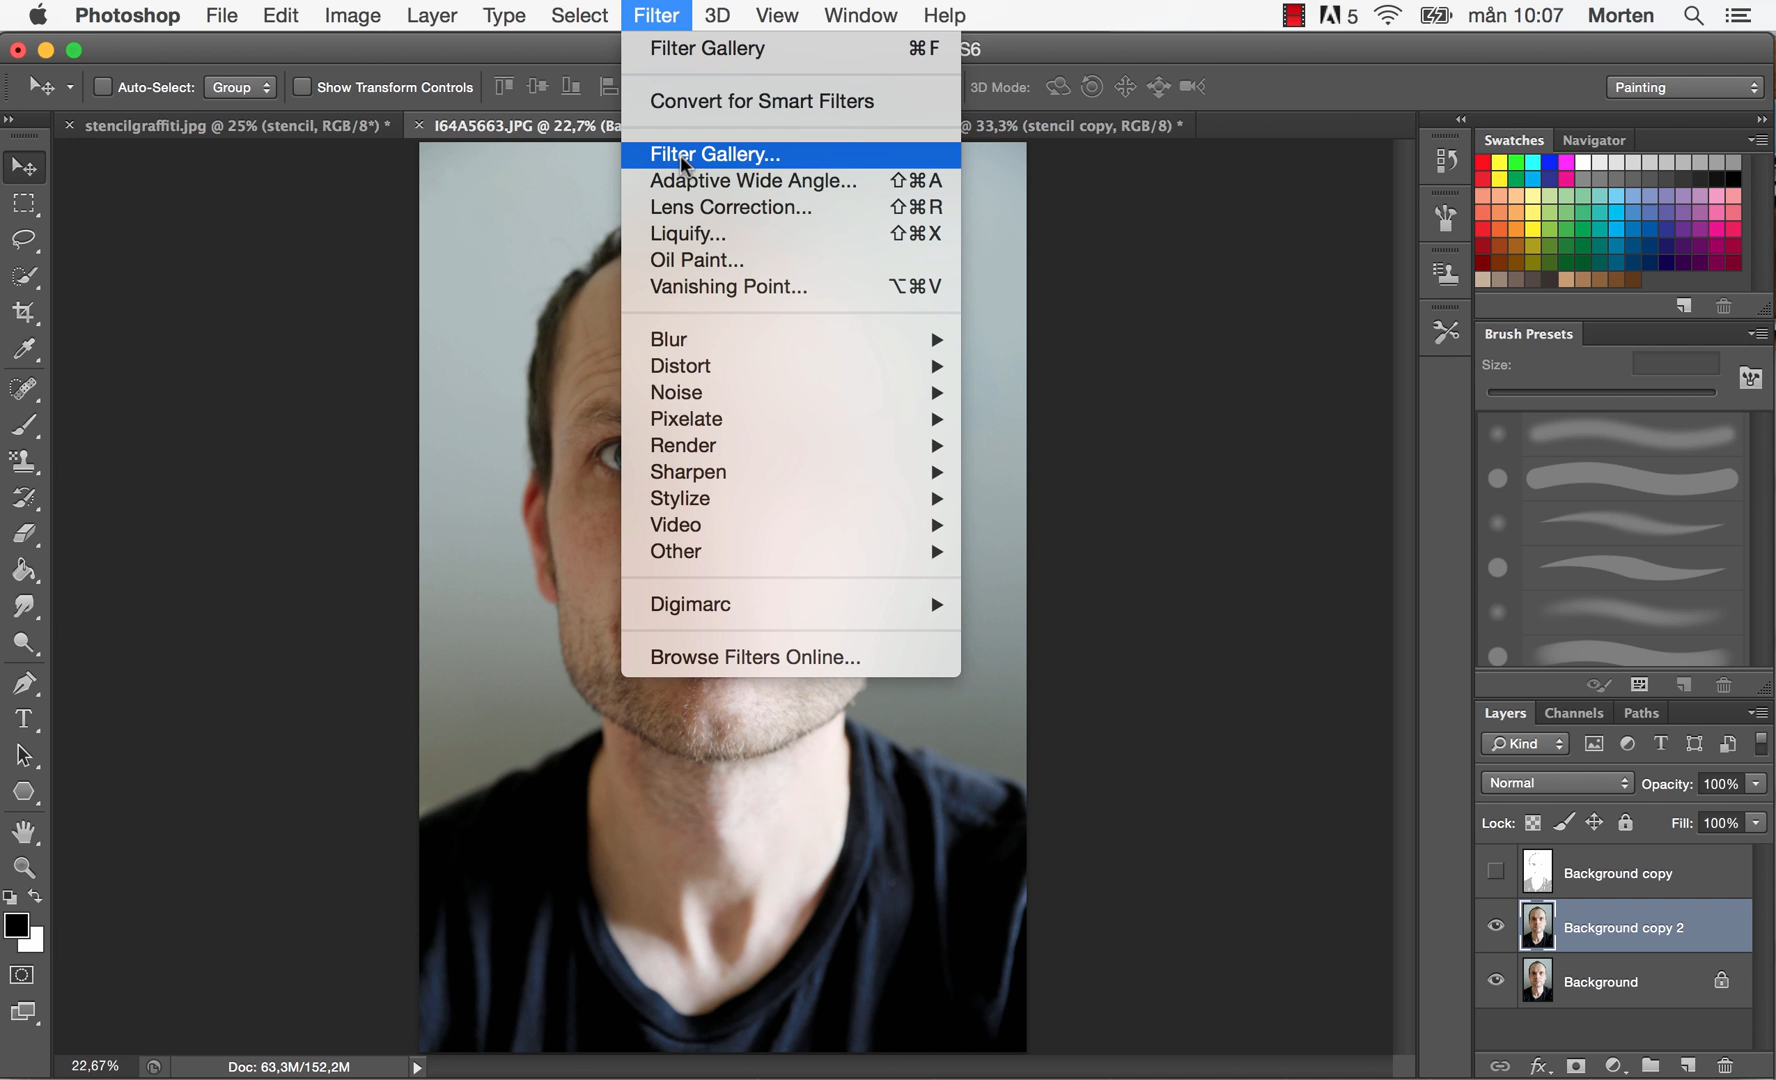 Photoshop File Edit Image Layer Type Select Filter 3D View Window Help 5 mån 10:07 Morten
S6
Auto-Select: Group Show Transform Controls 3D Mode: Painting
× stencilgraffiti.jpg @ 25% (stencil, RGB/8*) * × I64A5663.JPG @ 22,7% (Ba @ 33,3% (stencil copy, RGB/8) *
Filter Gallery ⌘F
Convert for Smart Filters
Filter Gallery...
Adaptive Wide Angle... ⇧⌘A
Lens Correction... ⇧⌘R
Liquify... ⇧⌘X
Oil Paint...
Vanishing Point... ⌥⌘V
Blur
Distort
Noise
Pixelate
Render
Sharpen
Stylize
Video
Other
Digimarc
Browse Filters Online...
Swatches Navigator
Brush Presets
Size:
Layers Channels Paths
Kind
Normal Opacity: 100%
Lock: Fill: 100%
Background copy
Background copy 2
Background
fx
22,67% Doc: 63,3M/152,2M